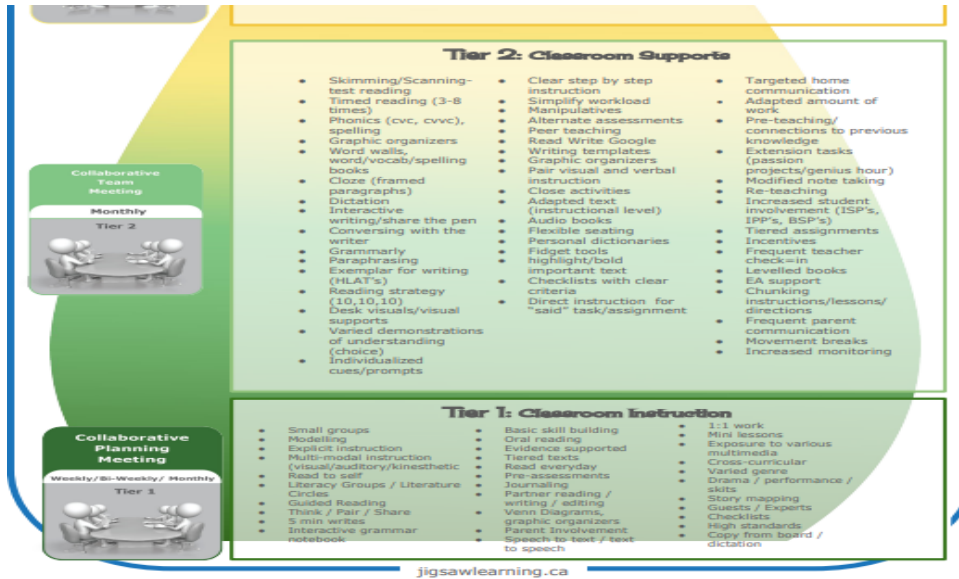 Tier 2: Classroom Supports
• Skimming/Scanning-
test reading
• Timed reading (3-8
times)
• Phonics (cvc, cvvc),
spelling
• Graphic organizers
• Word walls,
word/vocab/spelling
books
• Cloze (framed
paragraphs)
• Dictation
• Interactive
writing/share the pen
• Conversing with the
writer
• Grammarly
• Paraphrasing
• Exemplar for writing
(HLAT's)
• Reading strategy
(10,10,10)
• Desk visuals/visual
supports
• Varied demonstrations
of understanding
(choice)
• Individualized
cues/prompts
• Clear step by step
instruction
• Simplify workload
• Manipulatives
• Alternate assessments
• Peer teaching
• Read Write Google
• Writing templates
• Graphic organizers
• Pair visual and verbal
instruction
• Close activities
• Adapted text
(instructional level)
• Audio books
• Flexible seating
• Personal dictionaries
• Fidget tools
• highlight/bold
important text
• Checklists with clear
criteria
• Direct instruction for
"said" task/assignment
• Targeted home
communication
• Adapted amount of
work
• Pre-teaching/
connections to previous
knowledge
• Extension tasks
(passion
projects/genius hour)
• Modified note taking
• Re-teaching
• Increased student
involvement (ISP's,
IPP's, BSP's)
• Tiered assignments
• Incentives
• Frequent teacher
check=in
• Levelled books
• EA support
• Chunking
instructions/lessons/
directions
• Frequent parent
communication
• Movement breaks
• Increased monitoring
Collaborative
Team
Meeting
Monthly
Tier 2
Tier 1: Classroom Instruction
• Small groups
• Modelling
• Explicit instruction
• Multi-modal instruction
(visual/auditory/kinesthetic
• Read to self
• Literacy Groups / Literature
Circles
• Guided Reading
• Think / Pair / Share
• 5 min writes
• Interactive grammar
notebook
• Basic skill building
• Oral reading
• Evidence supported
• Tiered texts
• Read everyday
• Pre-assessments
• Journaling
• Partner reading /
writing / editing
• Venn Diagrams,
graphic organizers
• Parent Involvement
• Speech to text / text
to speech
• 1:1 work
• Mini lessons
• Exposure to various
multimedia
• Cross-curricular
• Varied genre
• Drama / performance /
skits
• Story mapping
• Guests / Experts
• Checklists
• High standards
• Copy from board /
dictation
Collaborative
Planning
Meeting
Weekly/Bi-Weekly/ Monthly
Tier 1
jigsawlearning.ca